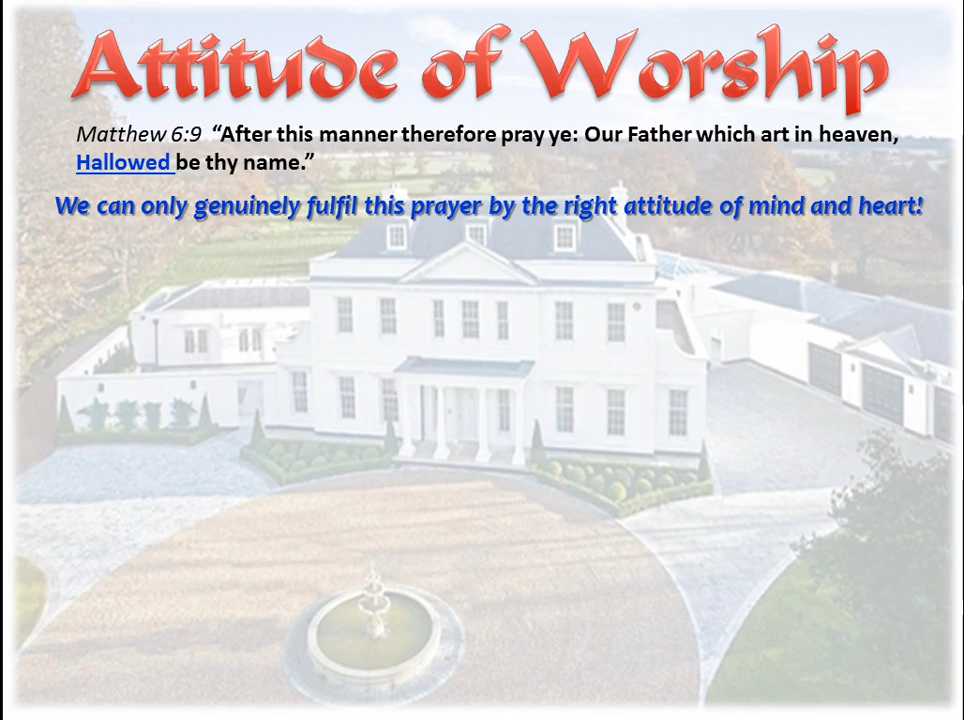 Attitude of Worship
Matthew 6:9 “After this manner therefore pray ye: Our Father which art in heaven,
Hallowed be thy name.”
We can only genuinely fulfil this prayer by the right attitude of mind and heart!